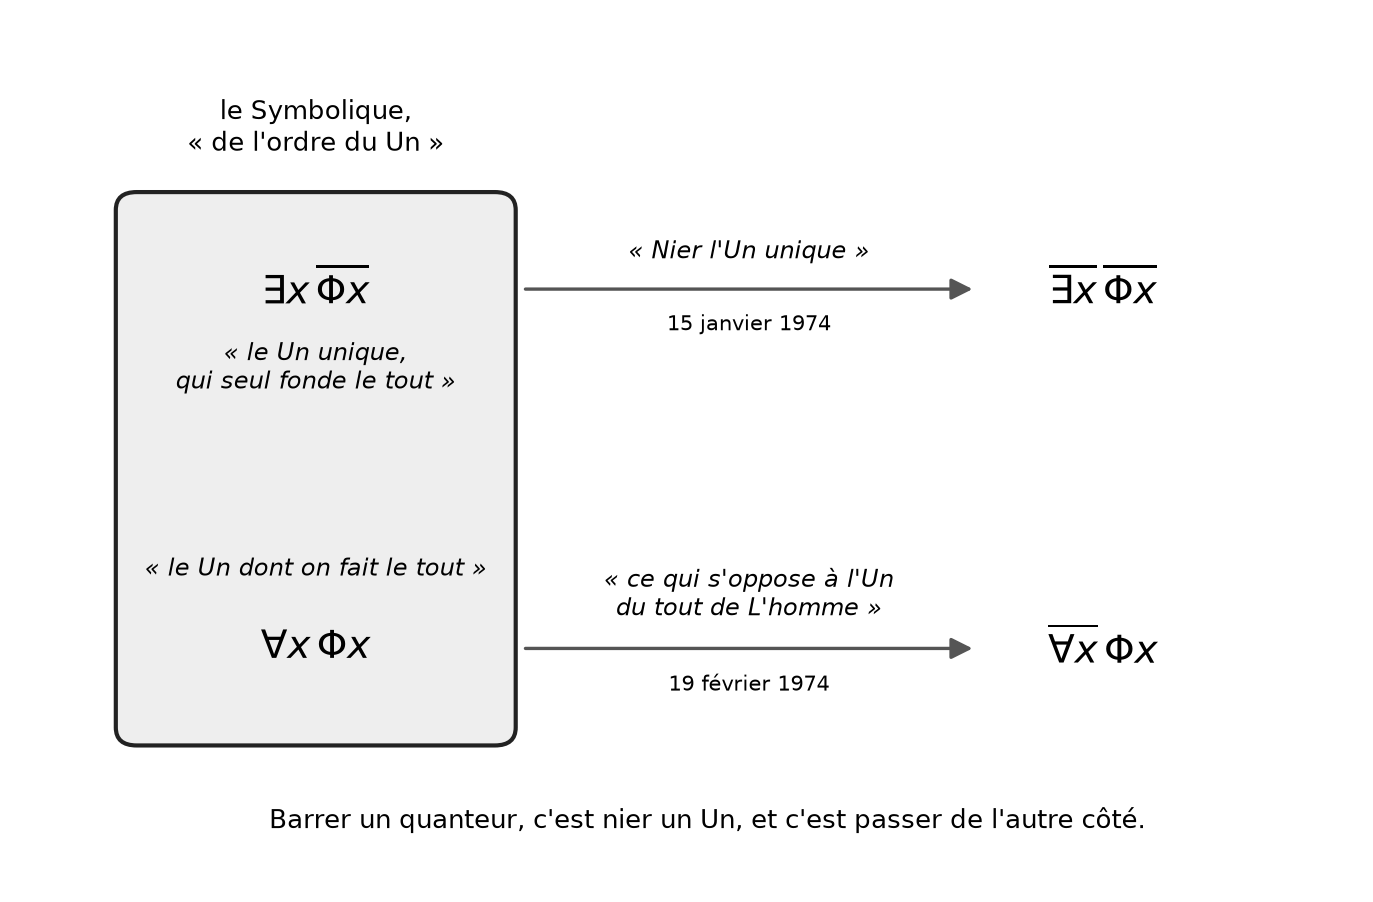 le Symbolique,
« de l'ordre du Un »
∃x Φ̅x̅
« Nier l'Un unique »
15 janvier 1974
∃̅x̅ Φ̅x̅
« le Un unique,
qui seul fonde le tout »
« le Un dont on fait le tout »
∀x Φx
« ce qui s'oppose à l'Un
du tout de L'homme »
19 février 1974
∀̅x̅ Φx
Barrer un quanteur, c'est nier un Un, et c'est passer de l'autre côté.